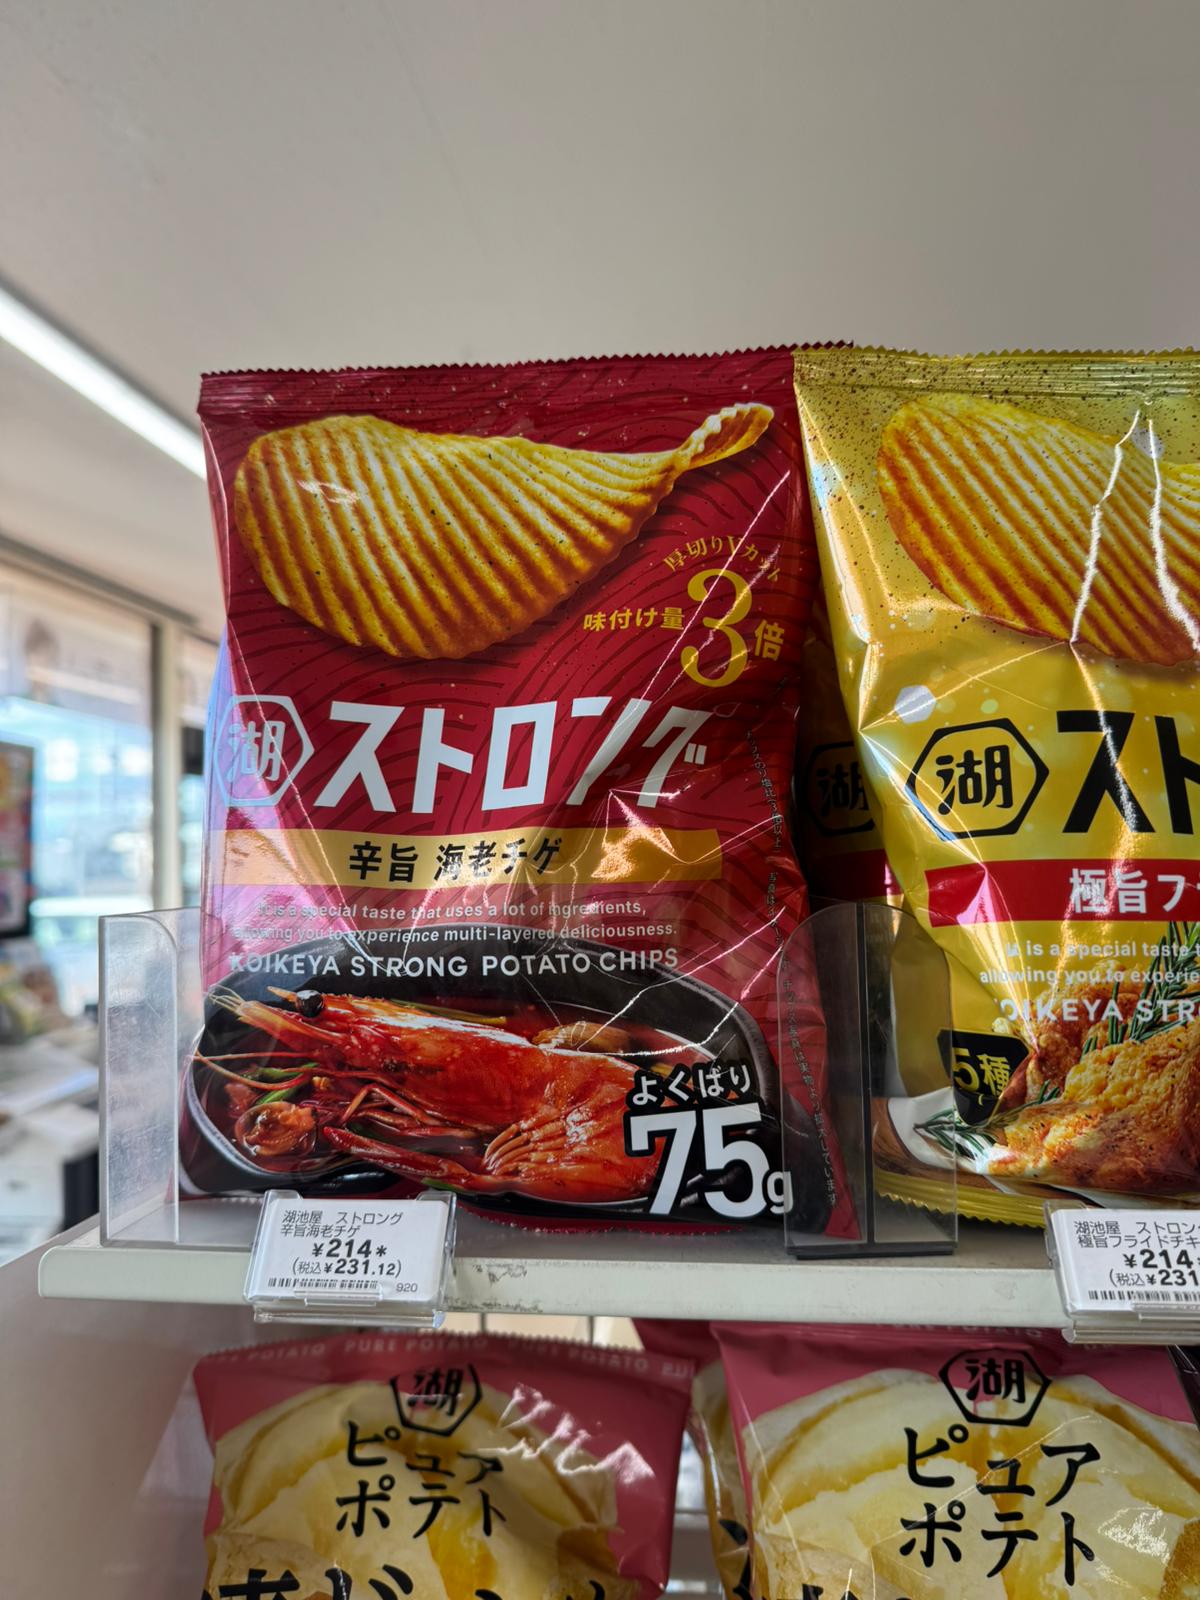 厚切りVカット
味付け量3倍
湖 ストロング
辛旨 海老チゲ
It is a special taste that uses a lot of ingredients,
allowing you to experience multi-layered deliciousness.
KOIKEYA STRONG POTATO CHIPS
よくばり
75g
湖
湖 スト
極旨フ
It is a special taste
allowing you to experie
OIKEYA STR
5種
湖池屋 ストロング
辛旨海老チゲ
¥214*
(税込¥231.12)
920
湖池屋 ストロン
極旨フライドチキ
¥214
(税込¥231
PURE POTATO PURE POTATO
湖
ピュア
ポテト
湖
ピュア
ポテト